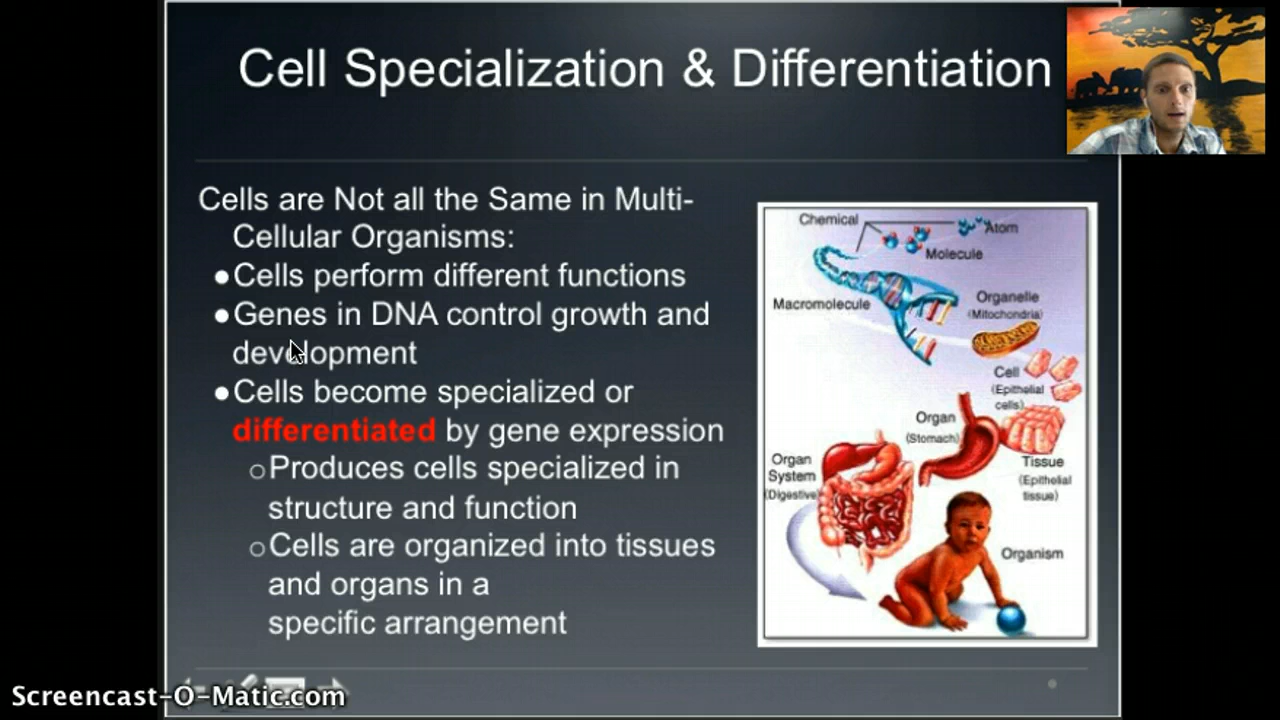 Cell Specialization & Differentiation
Cells are Not all the Same in Multi-
Cellular Organisms:
●Cells perform different functions
●Genes in DNA control growth and
development
●Cells become specialized or
differentiated by gene expression
○Produces cells specialized in
structure and function
○Cells are organized into tissues
and organs in a
specific arrangement
Chemical
Atom
Molecule
Macromolecule
Organelle
(Mitochondria)
Cell
(Epithelial
cells)
Organ
(Stomach)
Tissue
(Epithelial
tissue)
Organ
System
(Digestive)
Organism
Screencast-O-Matic.com